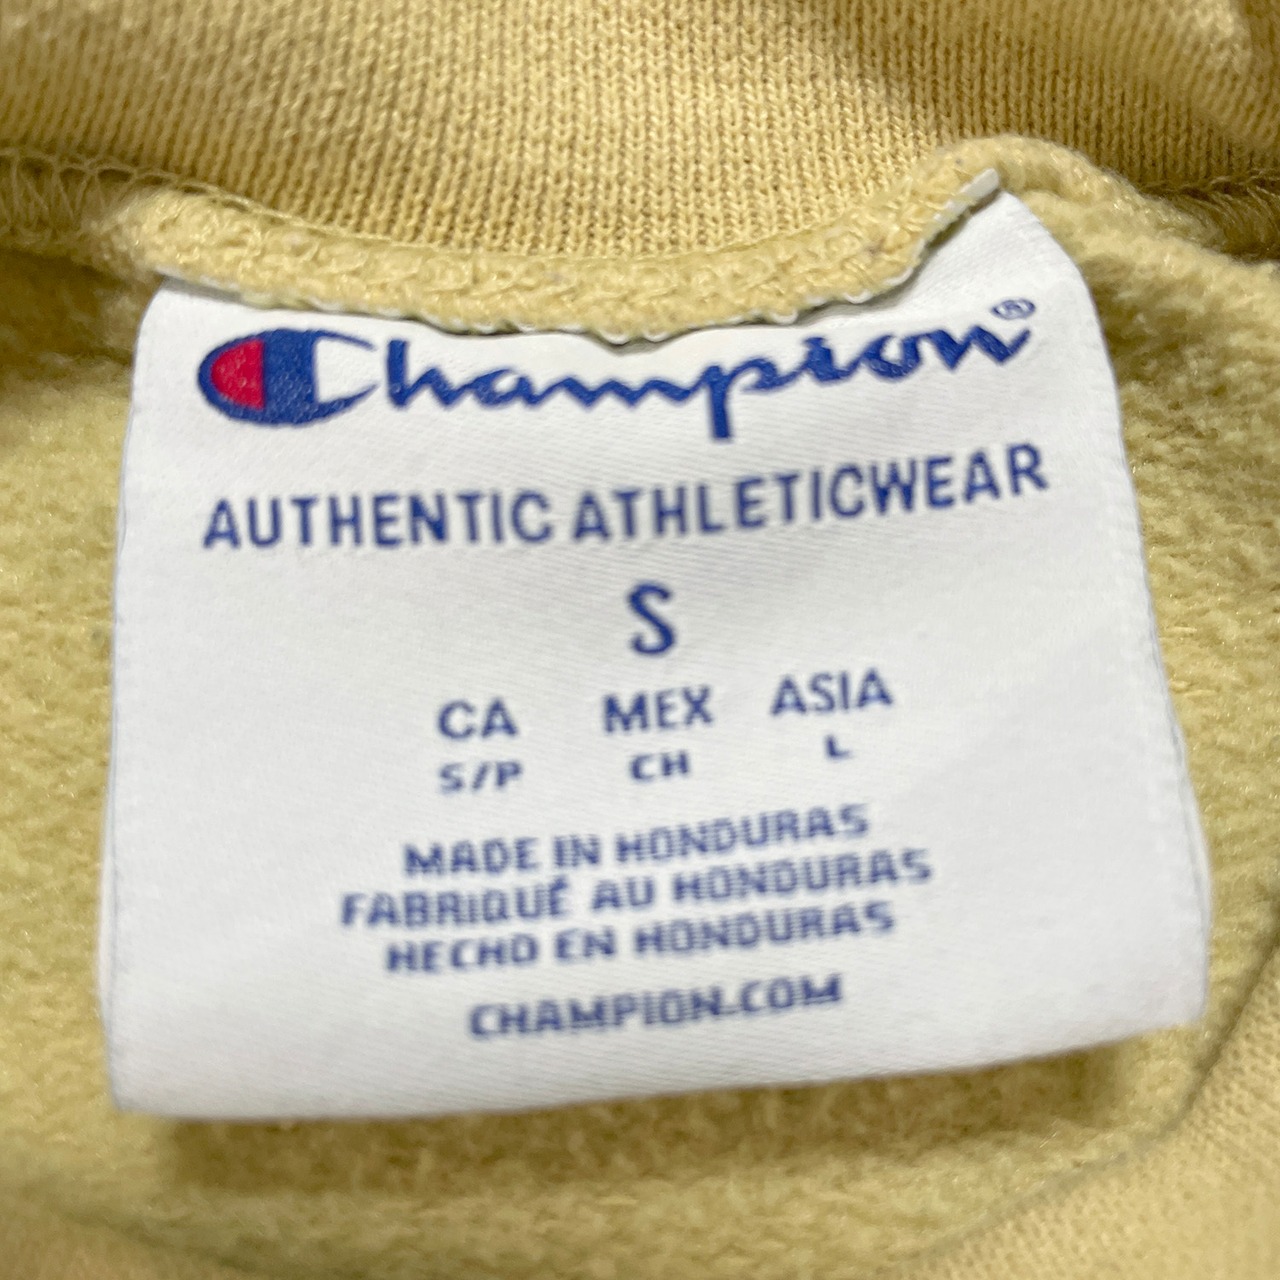 Champion®
AUTHENTIC ATHLETICWEAR
S
CA MEX ASIA
S/P CH L
MADE IN HONDURAS
FABRIQUÉ AU HONDURAS
HECHO EN HONDURAS
CHAMPION.COM